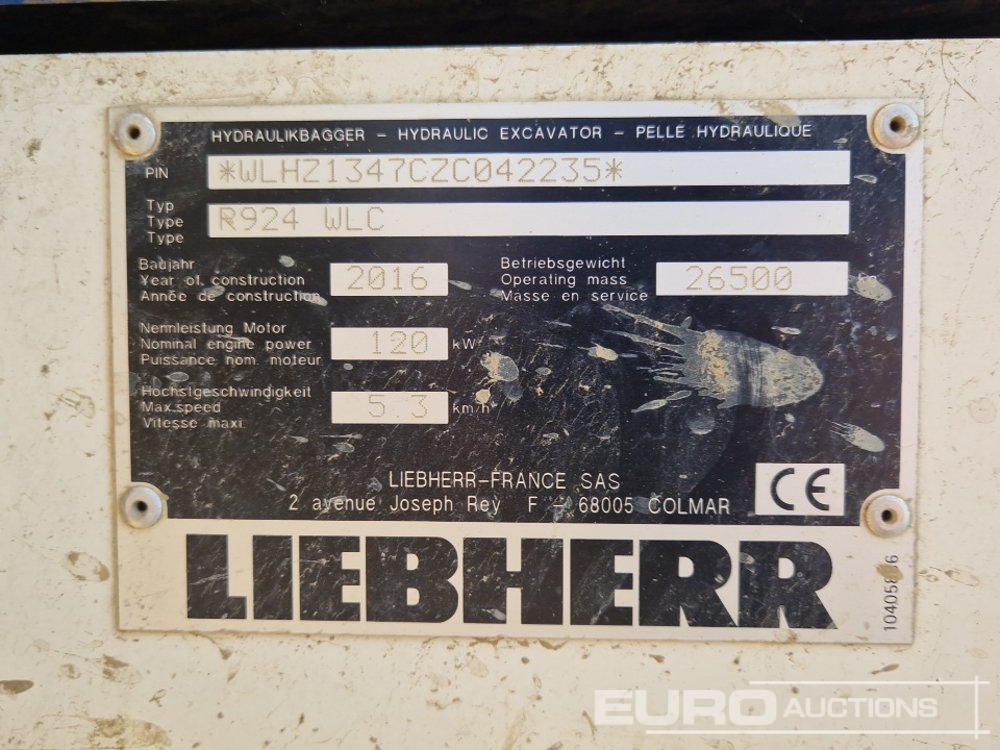 HYDRAULIKBAGGER – HYDRAULIC EXCAVATOR – PELLE HYDRAULIQUE
PIN *WLHZ1347CZC042235*
Typ
Type R924 WLC
Type
Baujahr
Year of construction 2016
Année de construction
Betriebsgewicht
Operating mass 26500
Masse en service
Nennleistung Motor
Nominal engine power 120 kW
Puissance nom. moteur
Höchstgeschwindigkeit
Max.speed 5.3 km/h
Vitesse maxi.
LIEBHERR-FRANCE SAS
2 avenue Joseph Rey F – 68005 COLMAR
CE
LIEBHERR
EURO AUCTIONS